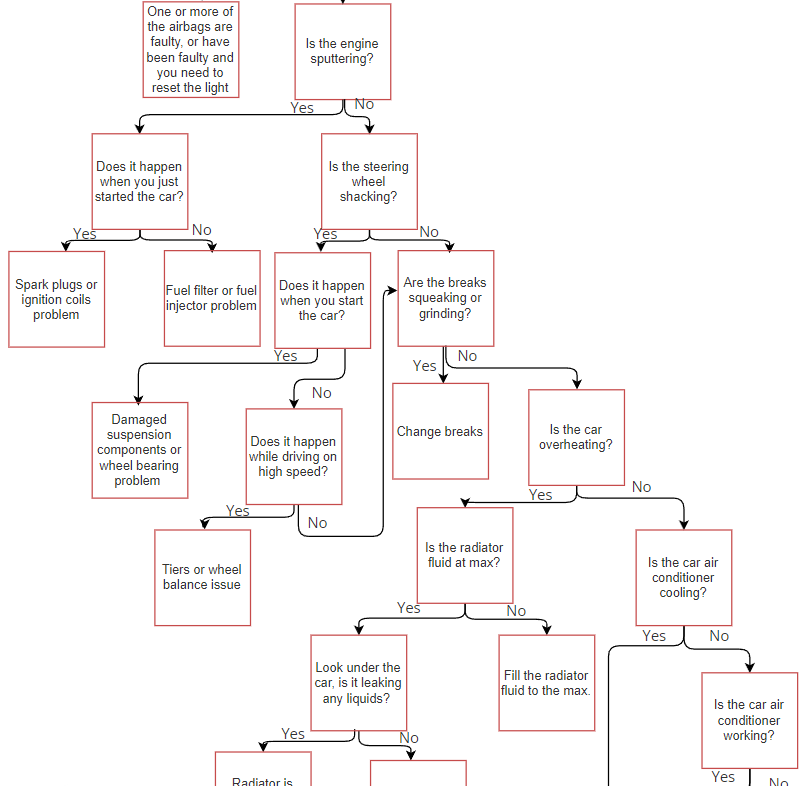 One or more of
the airbags are
faulty, or have
been faulty and
you need to
reset the light
Is the engine
sputtering?
Yes
No
Does it happen
when you just
started the car?
Is the steering
wheel
shacking?
Yes
No
Yes
No
Spark plugs or
ignition coils
problem
Fuel filter or fuel
injector problem
Does it happen
when you start
the car?
Are the breaks
squeaking or
grinding?
Yes
No
Yes
No
Damaged
suspension
components or
wheel bearing
problem
Does it happen
while driving on
high speed?
Change breaks
Is the car
overheating?
Yes
No
Yes
No
Tiers or wheel
balance issue
Is the radiator
fluid at max?
Is the car air
conditioner
cooling?
Yes
No
Yes
No
Look under the
car, is it leaking
any liquids?
Fill the radiator
fluid to the max.
Is the car air
conditioner
working?
Yes
No
Yes
No
Radiator is